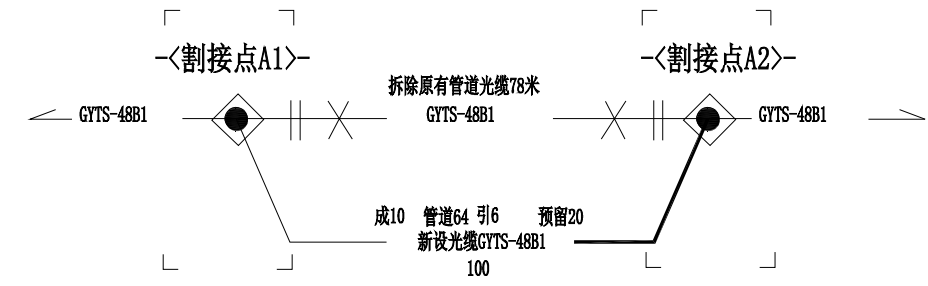 -<割接点A1>-
-<割接点A2>-
拆除原有管道光缆78米
GYTS-48B1
GYTS-48B1
GYTS-48B1
成10 管道64 引6 预留20
新设光缆GYTS-48B1
100